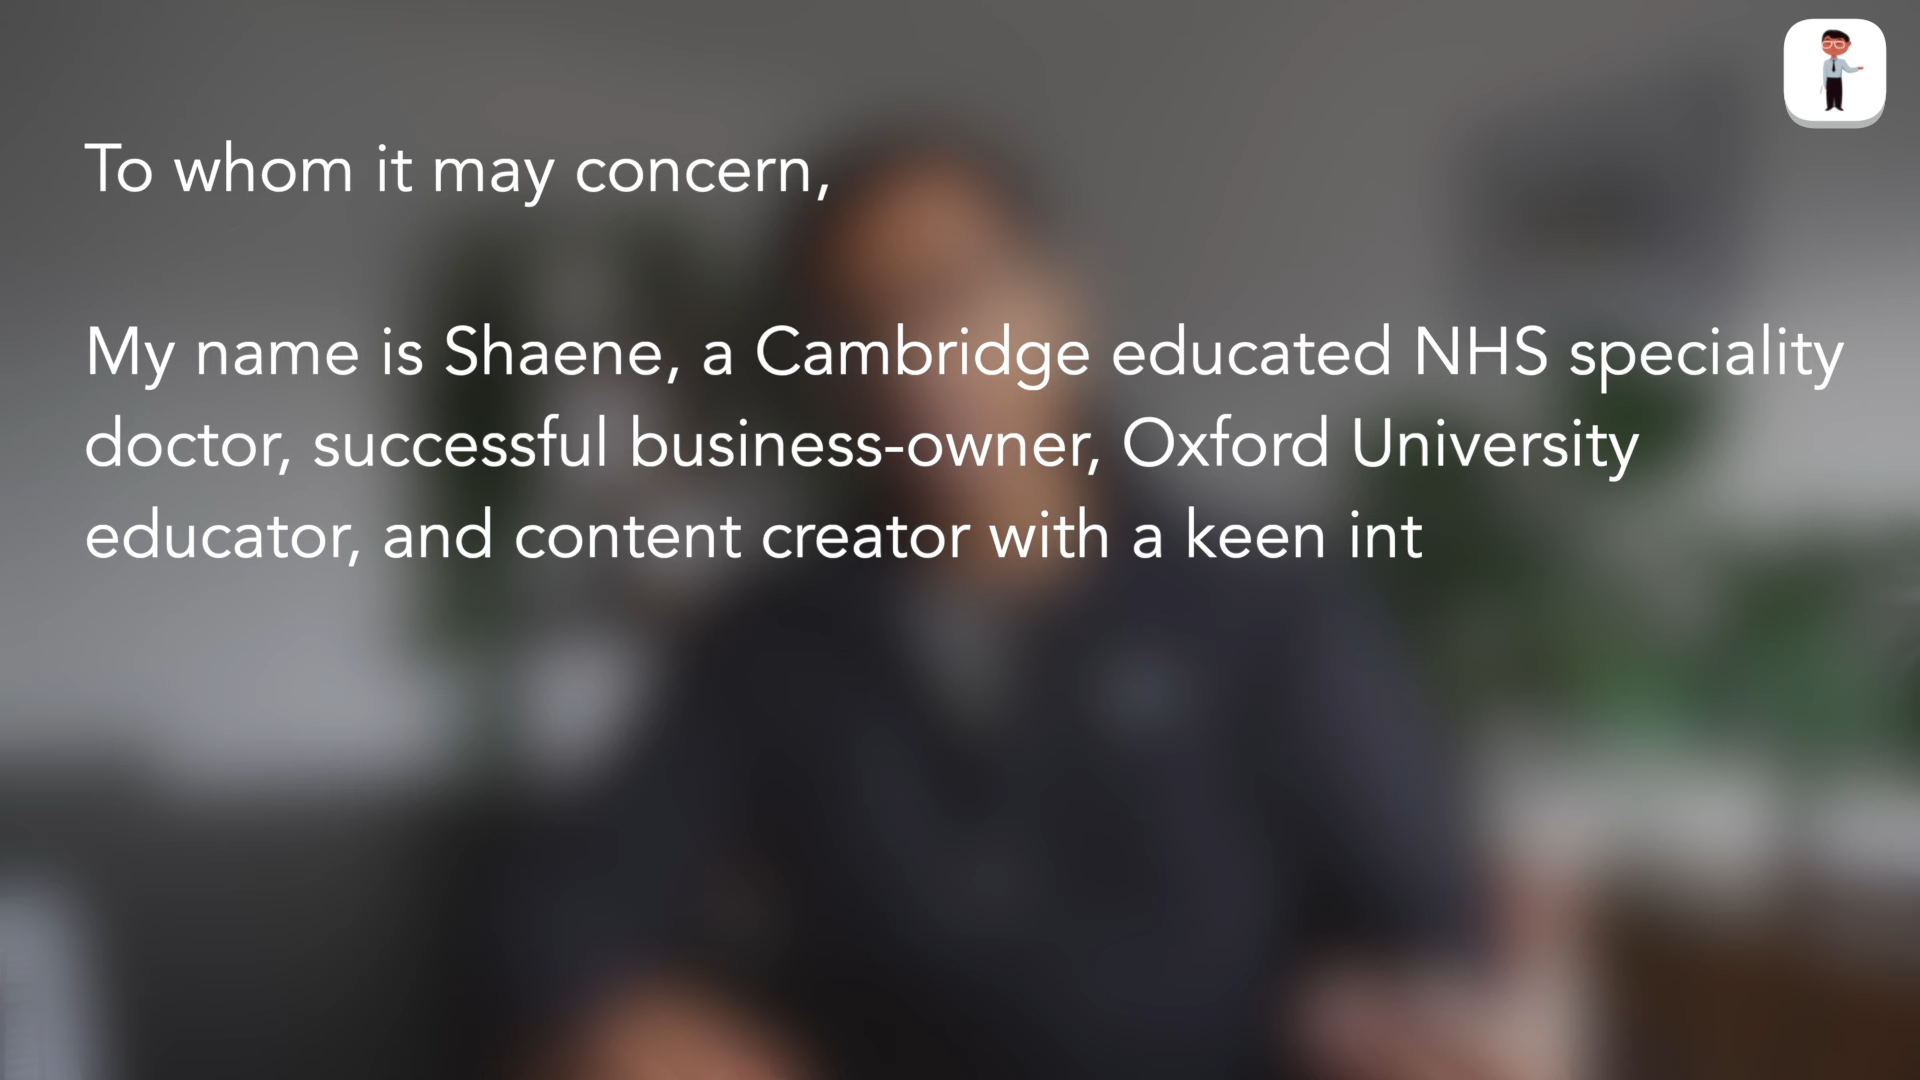 To whom it may concern,
My name is Shaene, a Cambridge educated NHS speciality
doctor, successful business-owner, Oxford University
educator, and content creator with a keen int